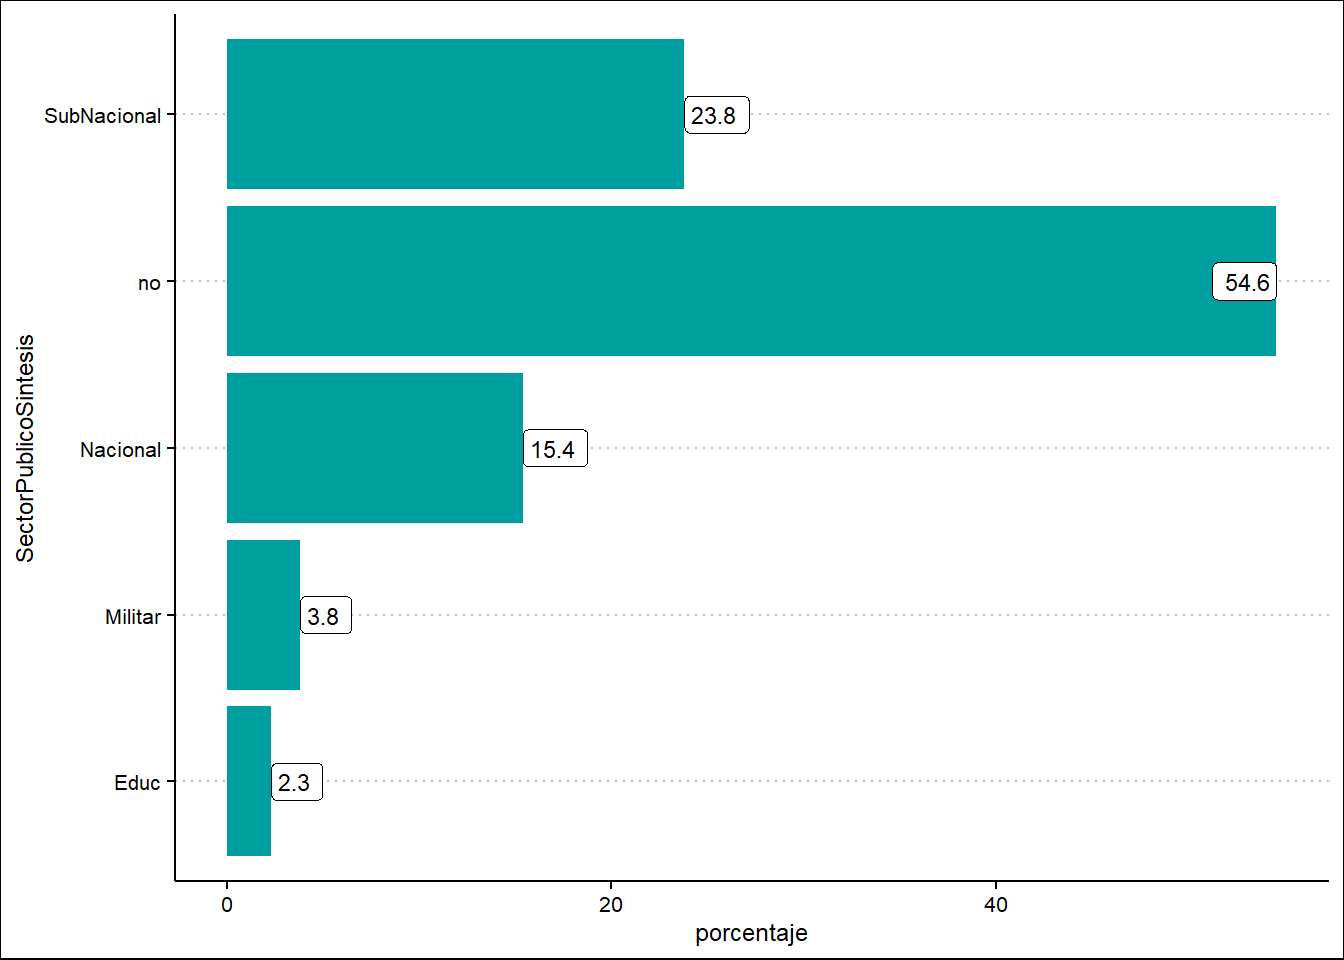 SubNacional
23.8
no
54.6
SectorPublicoSintesis
Nacional
15.4
Militar
3.8
Educ
2.3
0 20 40
porcentaje